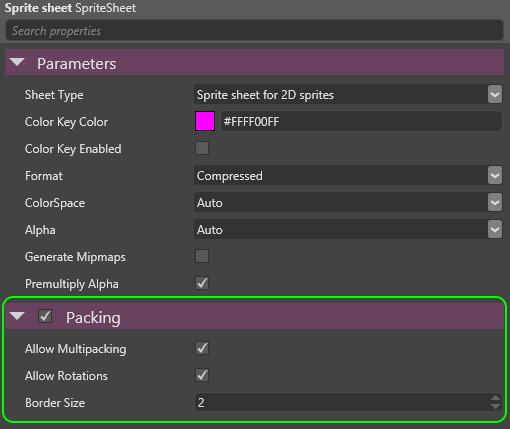 Sprite sheet SpriteSheet
Search properties
Parameters
Sheet Type Sprite sheet for 2D sprites
Color Key Color #FFFF00FF
Color Key Enabled
Format Compressed
ColorSpace Auto
Alpha Auto
Generate Mipmaps
Premultiply Alpha
Packing
Allow Multipacking
Allow Rotations
Border Size 2